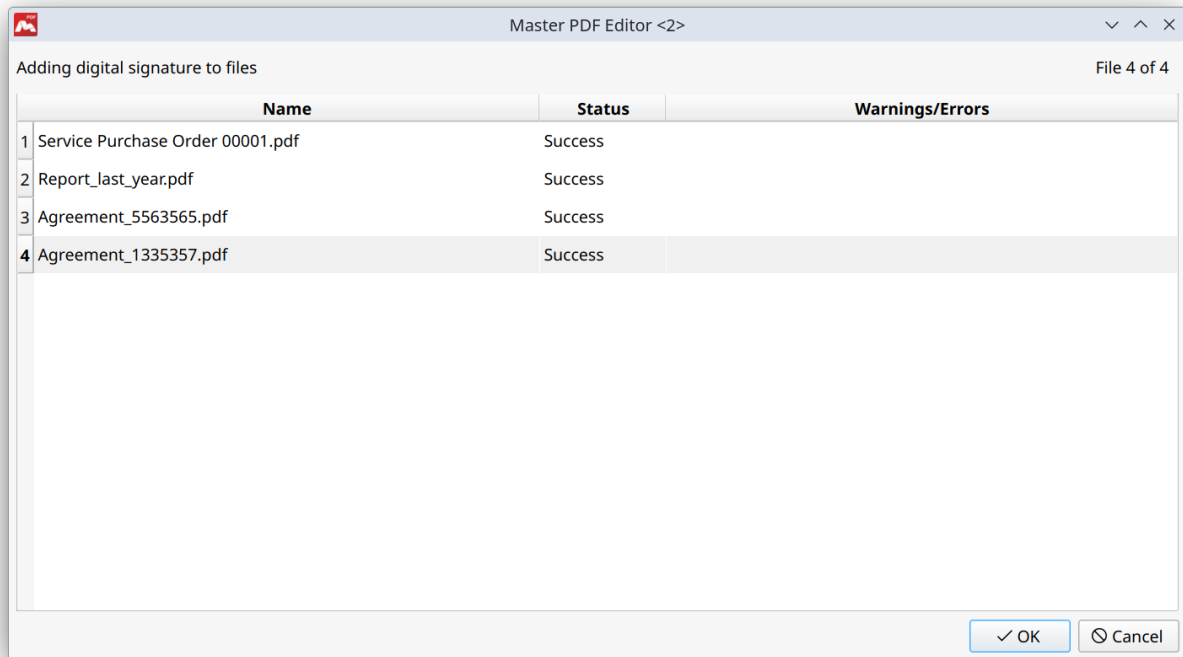 PDF
Master PDF Editor <2>
Adding digital signature to files File 4 of 4
Name Status Warnings/Errors
1 Service Purchase Order 00001.pdf Success
2 Report_last_year.pdf Success
3 Agreement_5563565.pdf Success
4 Agreement_1335357.pdf Success
OK Cancel